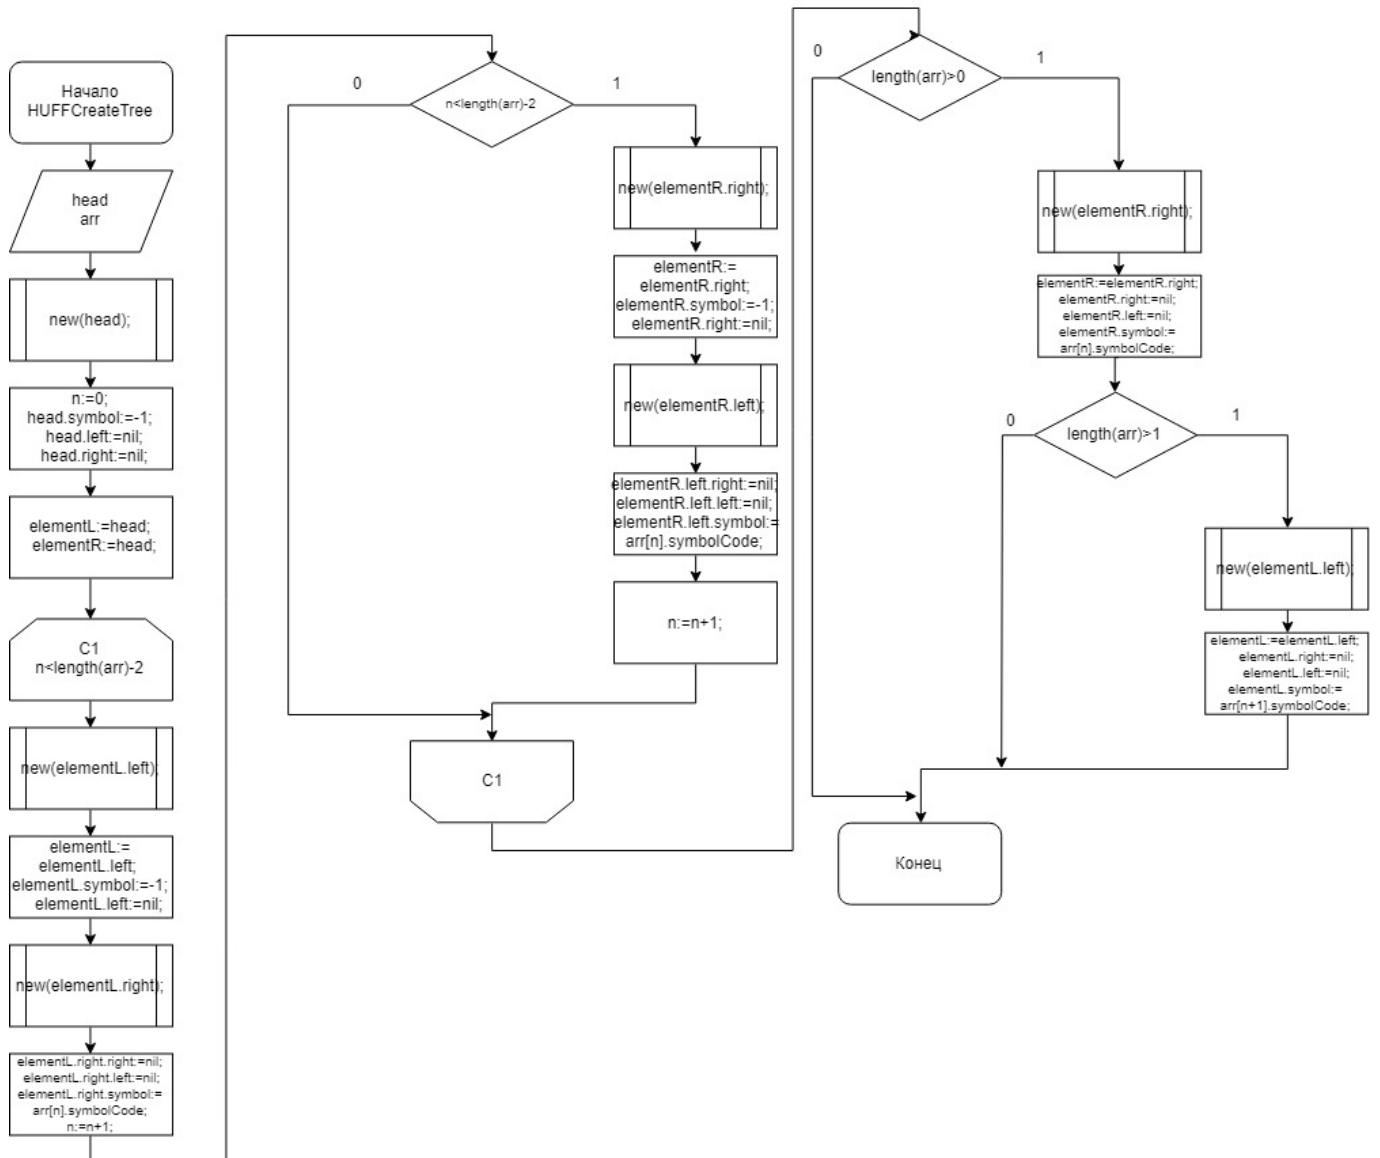 Начало
HUFFCreateTree
head
arr
new(head);
n:=0;
head.symbol:=-1;
head.left:=nil;
head.right:=nil;
elementL:=head;
elementR:=head;
C1
n<length(arr)-2
new(elementL.left);
elementL:=
elementL.left;
elementL.symbol:=-1;
elementL.left:=nil;
new(elementL.right);
elementL.right.right:=nil;
elementL.right.left:=nil;
elementL.right.symbol:=
arr[n].symbolCode;
n:=n+1;
n<length(arr)-2
0
1
new(elementR.right);
elementR:=
elementR.right;
elementR.symbol:=-1;
elementR.right:=nil;
new(elementR.left);
elementR.left.right:=nil;
elementR.left.left:=nil;
elementR.left.symbol:=
arr[n].symbolCode;
n:=n+1;
C1
length(arr)>0
0
1
new(elementR.right);
elementR:=elementR.right;
elementR.right:=nil;
elementR.left:=nil;
elementR.symbol:=
arr[n].symbolCode;
length(arr)>1
0
1
new(elementL.left);
elementL:=elementL.left;
elementL.right:=nil;
elementL.left:=nil;
elementL.symbol:=
arr[n+1].symbolCode;
Конец